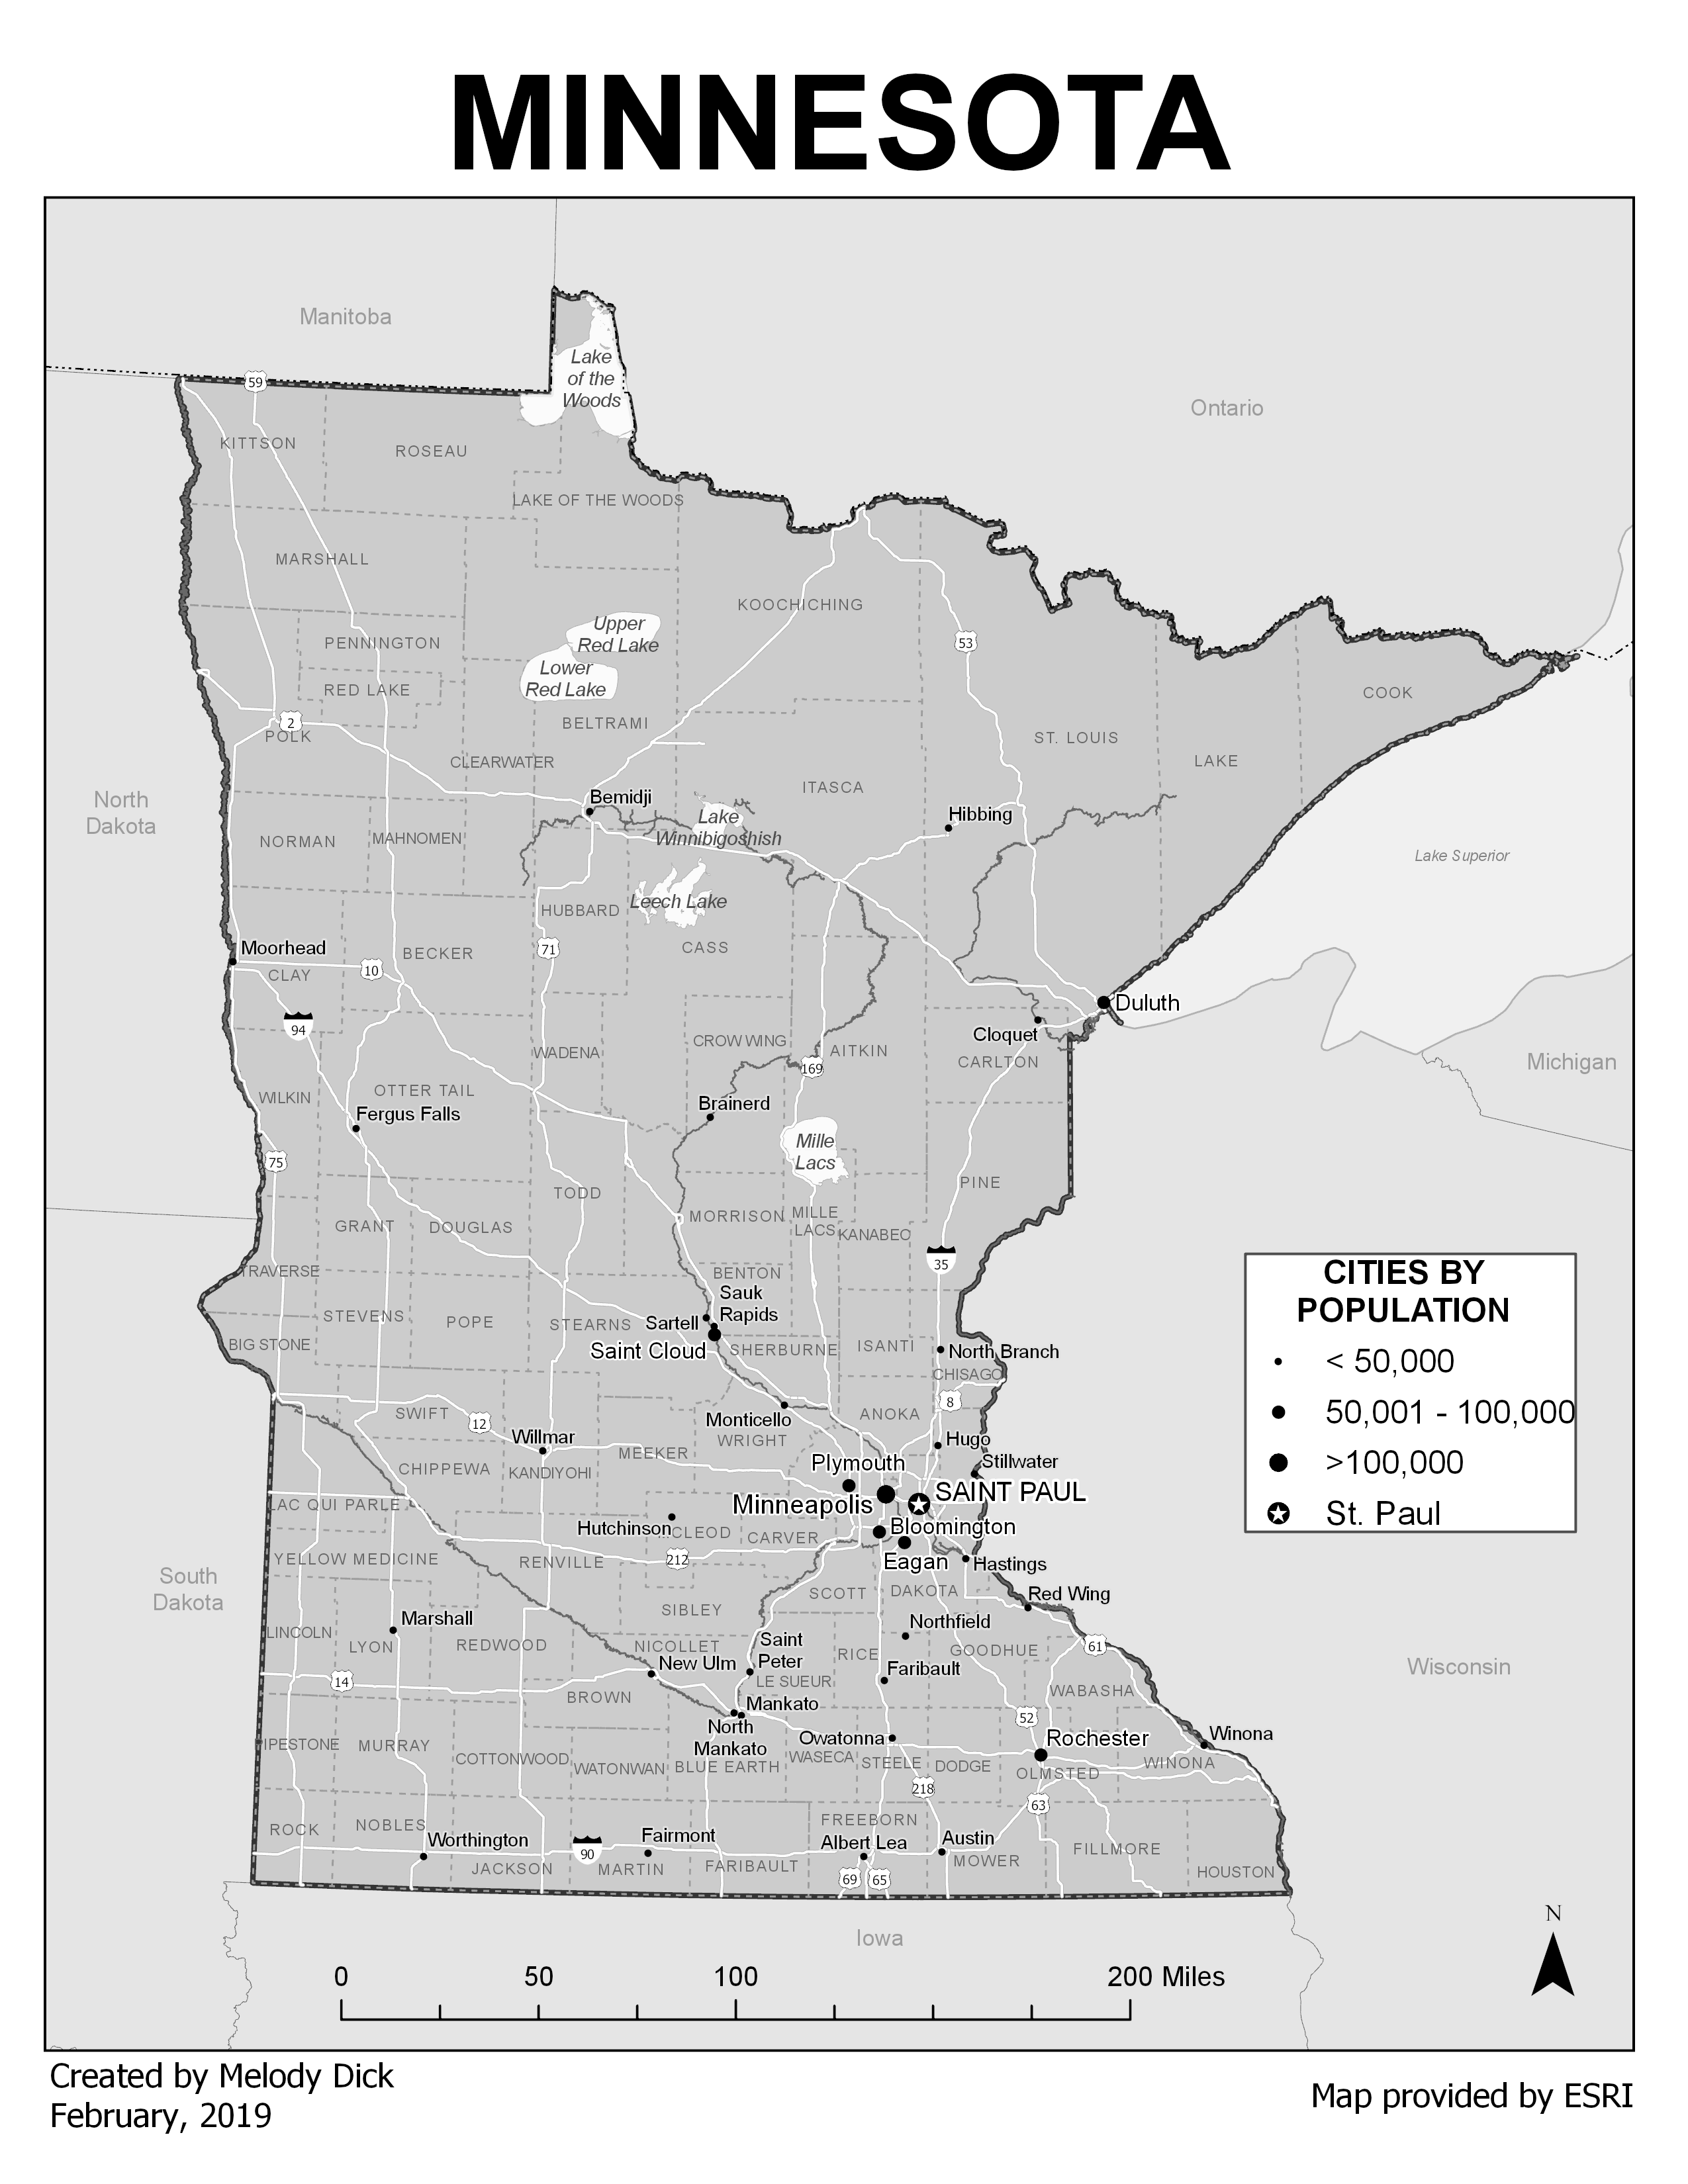 MINNESOTA
Manitoba
Lake
of the
Woods
59
Ontario
KITTSON
ROSEAU
LAKE OF THE WOODS
MARSHALL
KOOCHICHING
Upper
Red Lake
53
PENNINGTON
Lower
Red Lake
RED LAKE
COOK
2
POLK
BELTRAMI
ST. LOUIS
CLEARWATER
LAKE
ITASCA
North
Dakota
Bemidji
Hibbing
Lake
Winnibigoshish
NORMAN
MAHNOMEN
Lake Superior
Leech Lake
HUBBARD
Moorhead
71
CASS
BECKER
10
CLAY
Duluth
94
Cloquet
CROW WING
AITKIN
WADENA
CARLTON
Michigan
169
OTTER TAIL
WILKIN
Brainerd
Fergus Falls
Mille
Lacs
75
PINE
TODD
MORRISON
MILLE
LACS
GRANT
DOUGLAS
KANABEC
35
TRAVERSE
BENTON
CITIES BY
POPULATION
< 50,000
50,001 - 100,000
>100,000
St. Paul
Sauk
Rapids
STEVENS
POPE
STEARNS
Sartell
BIG STONE
Saint Cloud
SHERBURNE
ISANTI
North Branch
CHISAGO
8
SWIFT
12
Monticello
ANOKA
WRIGHT
Willmar
Hugo
MEEKER
Stillwater
CHIPPEWA
KANDIYOHI
Plymouth
SAINT PAUL
Minneapolis
LAC QUI PARLE
Hutchinson
MCLEOD
CARVER
Bloomington
YELLOW MEDICINE
RENVILLE
212
Eagan
Hastings
South
Dakota
SCOTT
DAKOTA
Red Wing
SIBLEY
Marshall
Northfield
LINCOLN
LYON
REDWOOD
NICOLLET
Saint
Peter
RICE
GOODHUE
61
New Ulm
Faribault
Wisconsin
14
LE SUEUR
BROWN
WABASHA
Mankato
52
North
Mankato
Owatonna
Rochester
Winona
PIPESTONE
MURRAY
COTTONWOOD
WATONWAN
BLUE EARTH
WASECA
STEELE
DODGE
OLMSTED
WINONA
218
63
ROCK
NOBLES
FREEBORN
Worthington
90
Fairmont
Albert Lea
Austin
FILLMORE
JACKSON
MARTIN
FARIBAULT
MOWER
HOUSTON
69
65
N
Iowa
0 50 100 200 Miles
Created by Melody Dick
February, 2019
Map provided by ESRI